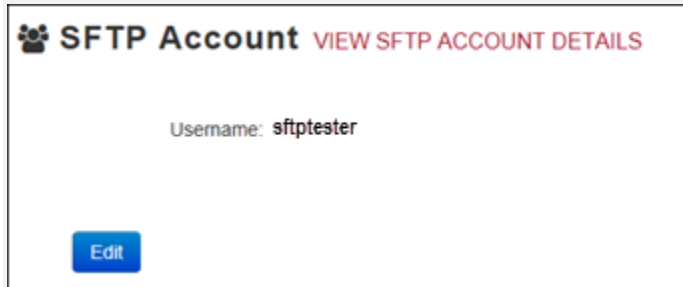 SFTP Account VIEW SFTP ACCOUNT DETAILS
Username: sftptester
Edit